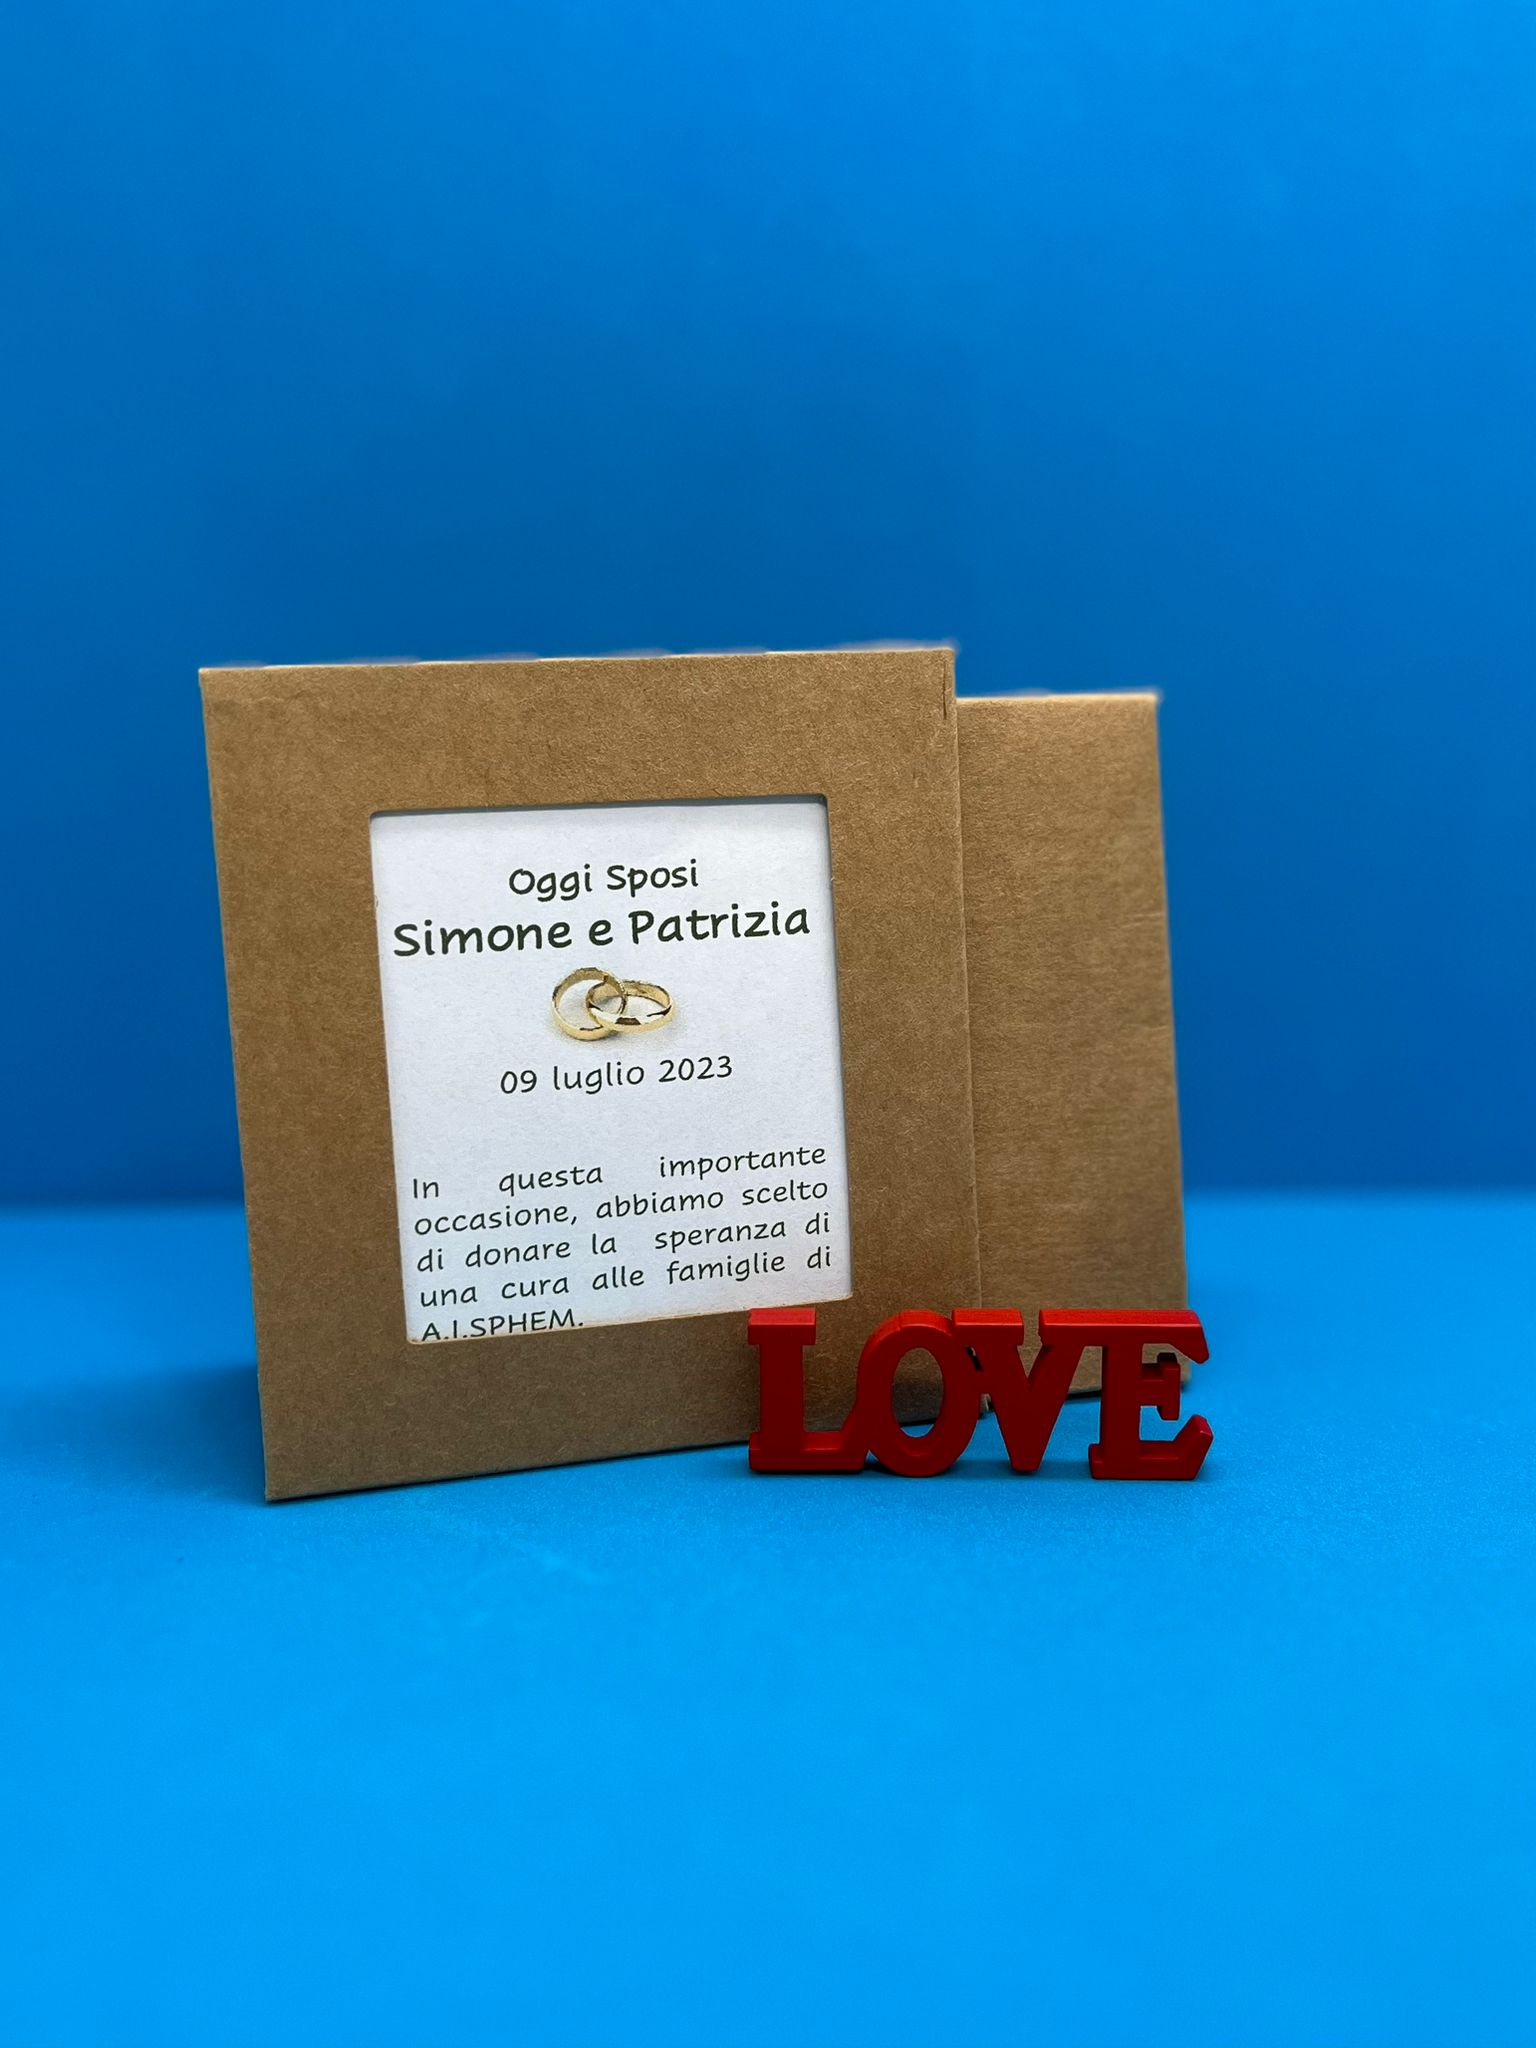 Oggi Sposi
Simone e Patrizia
09 luglio 2023
In questa importante
occasione, abbiamo scelto
di donare la speranza di
una cura alle famiglie di
A.I.SPHEM.
LOVE